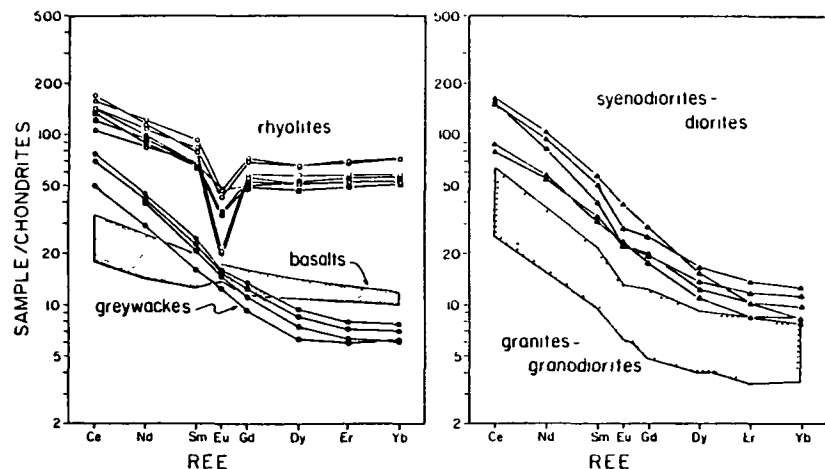 500
200
100
50
20
10
5
2
SAMPLE/CHONDRITES
rhyolites
basalts
greywackes
Ce Nd Sm Eu Gd Dy Er Yb
REE
500
200
100
50
20
10
5
2
syenodiorites-
diorites
granites-
granodiorites
Ce Nd Sm Eu Gd Dy Er Yb
REE